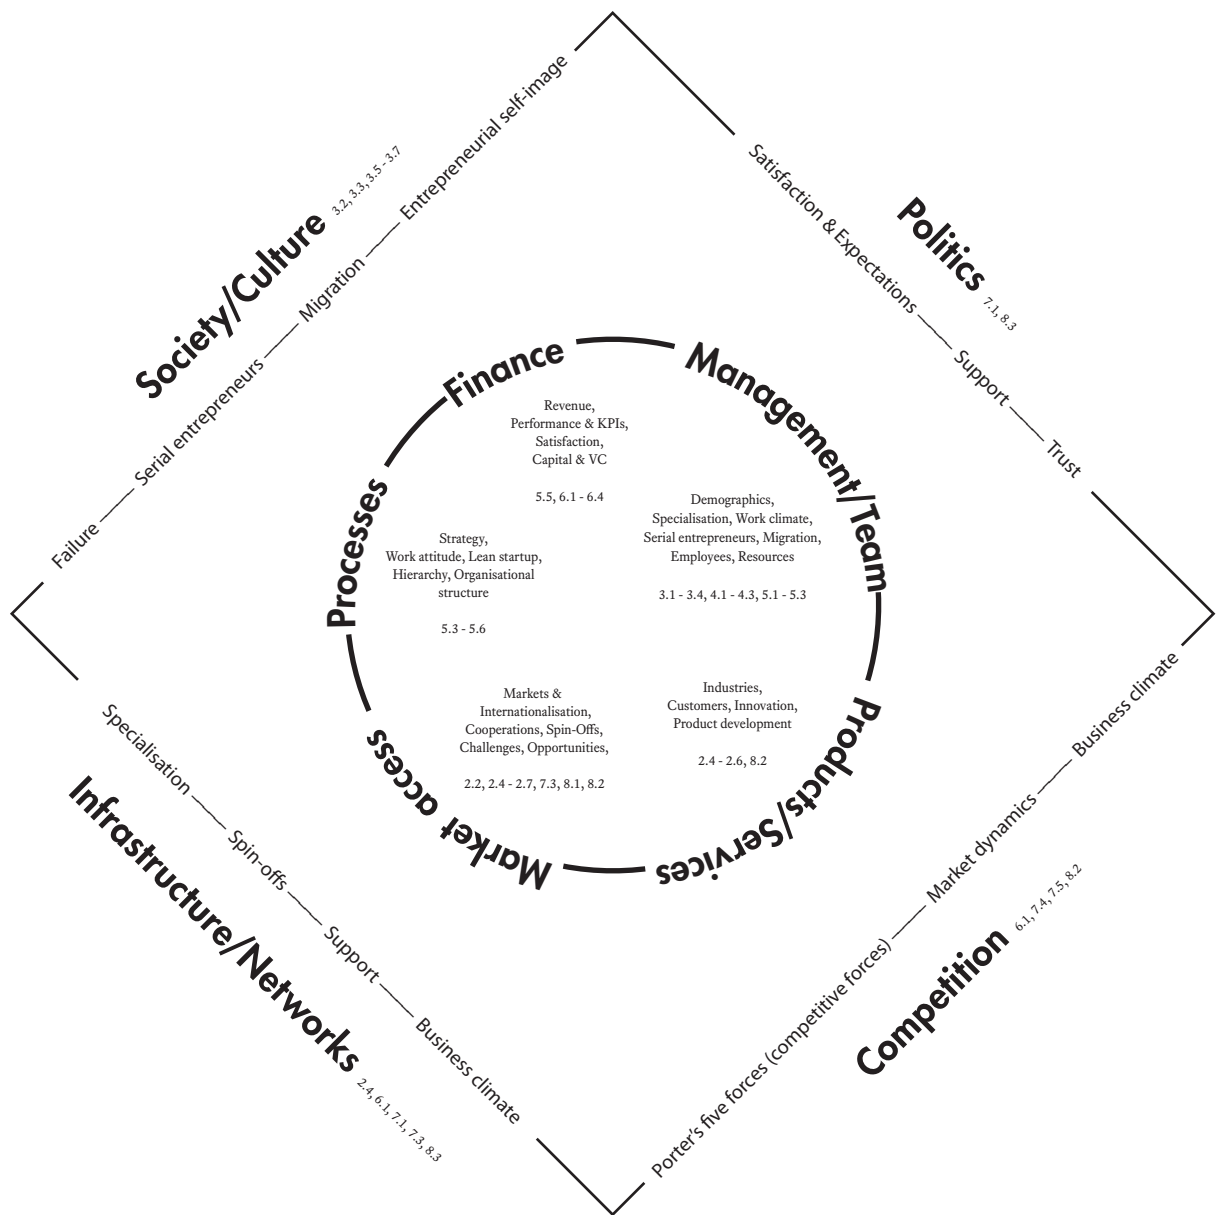 Society/Culture 3.2, 3.3, 3.5 - 3.7
Failure Serial entrepreneurs Migration Entrepreneurial self-image
Politics 7.1, 8.3
Satisfaction & Expectations Support Trust
Finance
Revenue,
Performance & KPIs,
Satisfaction,
Capital & VC
5.5, 6.1 - 6.4
Management/Team
Demographics,
Specialisation, Work climate,
Serial entrepreneurs, Migration,
Employees, Resources
3.1 - 3.4, 4.1 - 4.3, 5.1 - 5.3
Processes
Strategy,
Work attitude, Lean startup,
Hierarchy, Organisational
structure
5.3 - 5.6
Products/Services
Industries,
Customers, Innovation,
Product development
2.4 - 2.6, 8.2
Market access
Markets &
Internationalisation,
Cooperations, Spin-Offs,
Challenges, Opportunities,
2.2, 2.4 - 2.7, 7.3, 8.1, 8.2
Infrastructure/Networks 2.4, 6.1, 7.1, 7.3, 8.3
Specialisation Spin-offs Support Business climate
Competition 6.1, 7.4, 7.5, 8.2
Porter's five forces (competitive forces) Market dynamics Business climate